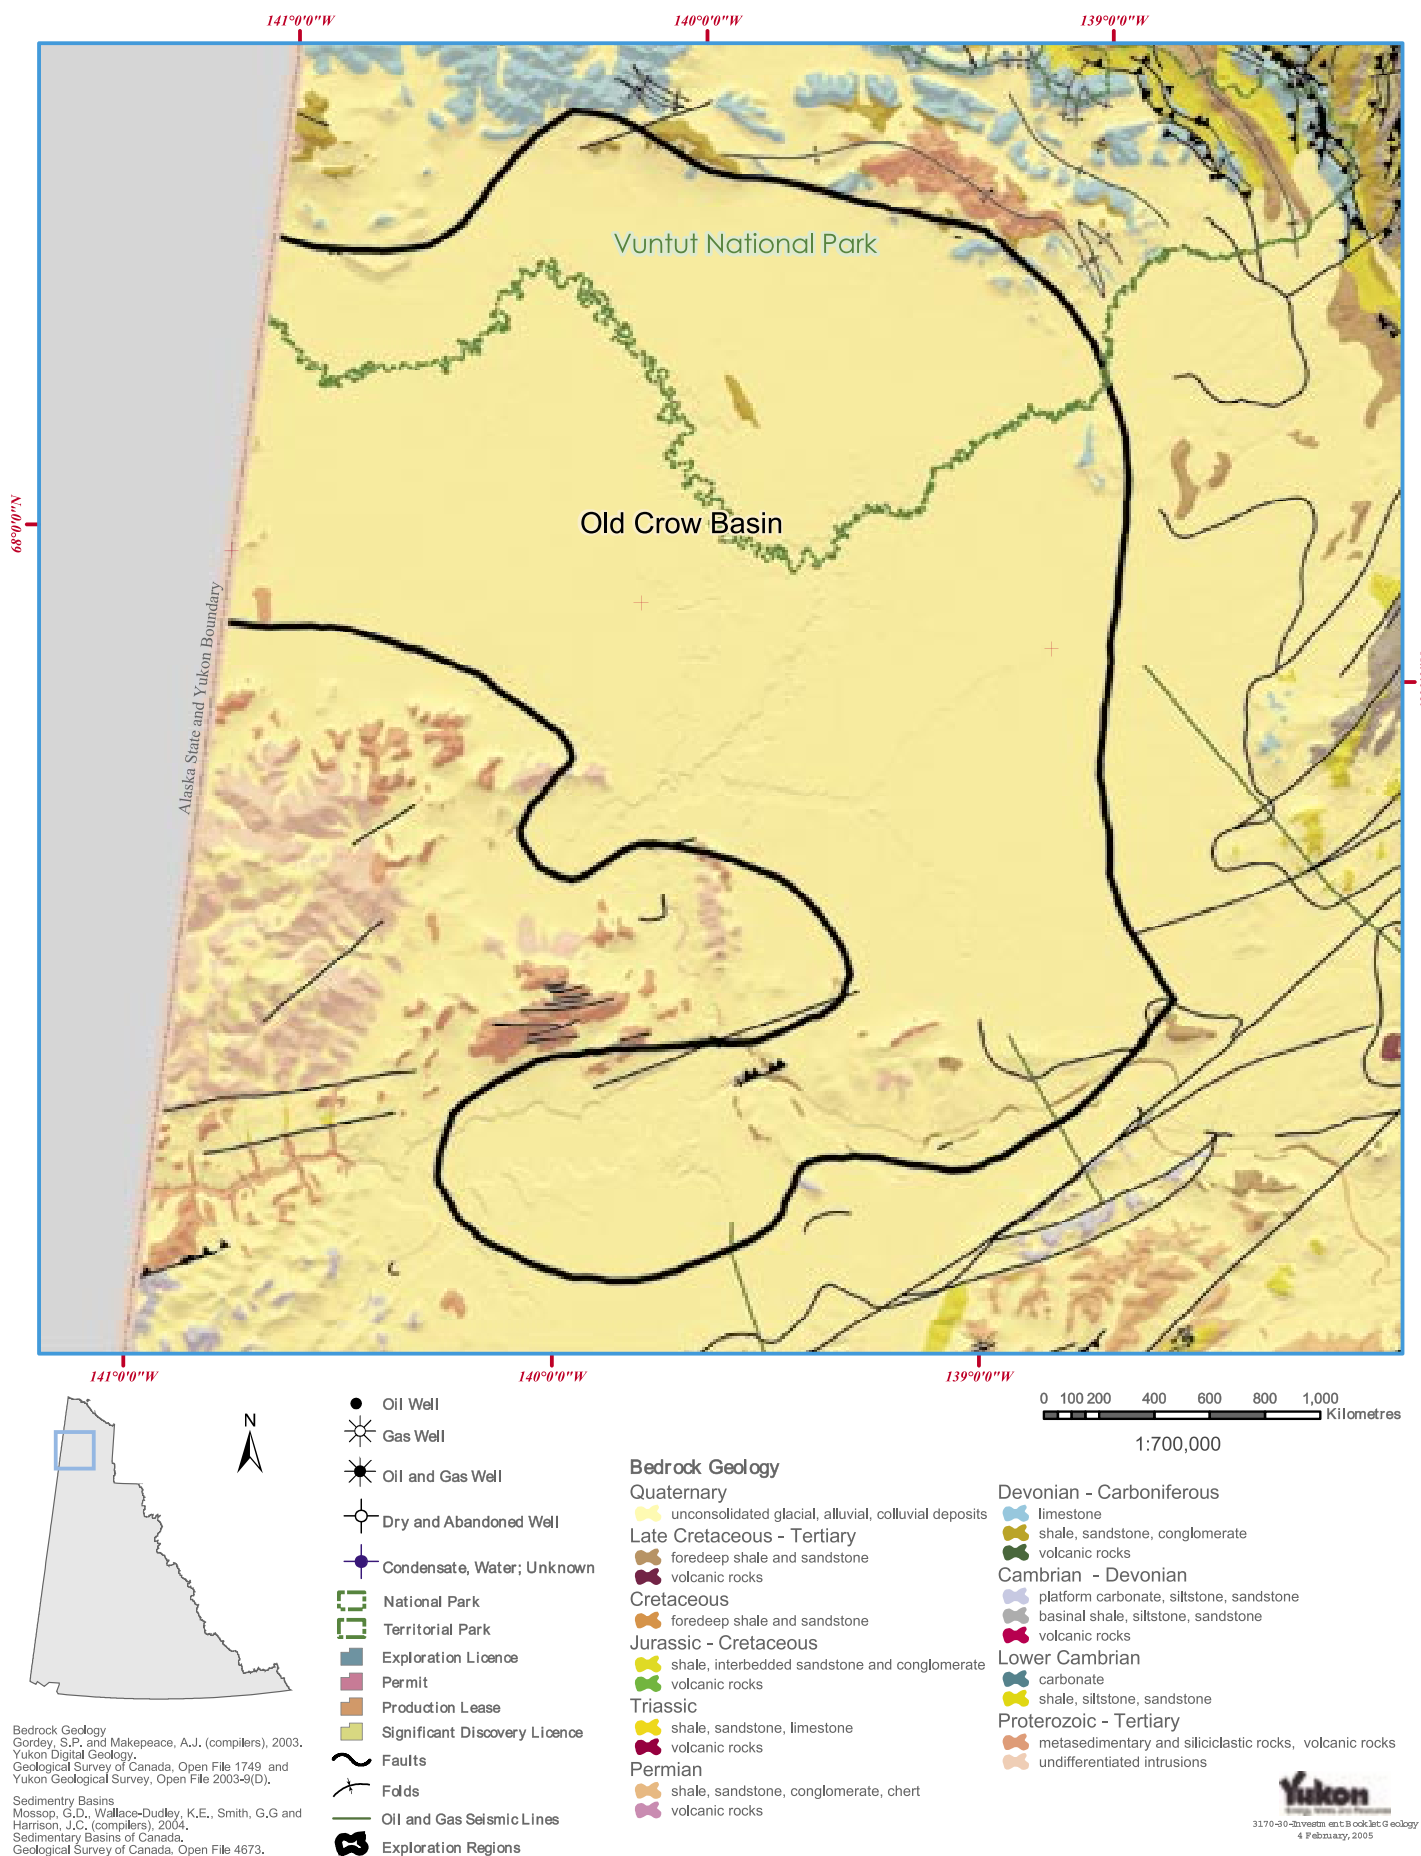 141°0'0"W
140°0'0"W
139°0'0"W
Vuntut National Park
68°0'0"N
Old Crow Basin
Alaska State and Yukon Boundary
141°0'0"W
140°0'0"W
139°0'0"W
N
Oil Well
Gas Well
Oil and Gas Well
Dry and Abandoned Well
Condensate, Water; Unknown
National Park
Territorial Park
Exploration Licence
Permit
Production Lease
Significant Discovery Licence
Faults
Folds
Oil and Gas Seismic Lines
Exploration Regions
0 100 200 400 600 800 1,000
Kilometres
1:700,000
Bedrock Geology
Quaternary
unconsolidated glacial, alluvial, colluvial deposits
Late Cretaceous - Tertiary
foredeep shale and sandstone
volcanic rocks
Cretaceous
foredeep shale and sandstone
Jurassic - Cretaceous
shale, interbedded sandstone and conglomerate
volcanic rocks
Triassic
shale, sandstone, limestone
volcanic rocks
Permian
shale, sandstone, conglomerate, chert
volcanic rocks
Devonian - Carboniferous
limestone
shale, sandstone, conglomerate
volcanic rocks
Cambrian - Devonian
platform carbonate, siltstone, sandstone
basinal shale, siltstone, sandstone
volcanic rocks
Lower Cambrian
carbonate
shale, siltstone, sandstone
Proterozoic - Tertiary
metasedimentary and siliciclastic rocks, volcanic rocks
undifferentiated intrusions
Bedrock Geology
Gordey, S.P. and Makepeace, A.J. (compilers), 2003.
Yukon Digital Geology.
Geological Survey of Canada, Open File 1749 and
Yukon Geological Survey, Open File 2003-9(D).
Sedimentry Basins
Mossop, G.D., Wallace-Dudley, K.E., Smith, G.G and
Harrison, J.C. (compilers), 2004.
Sedimentary Basins of Canada.
Geological Survey of Canada, Open File 4673.
Yukon
Energy, Mines and Resources
3170-30-Investment Booklet Geology
4 February, 2005